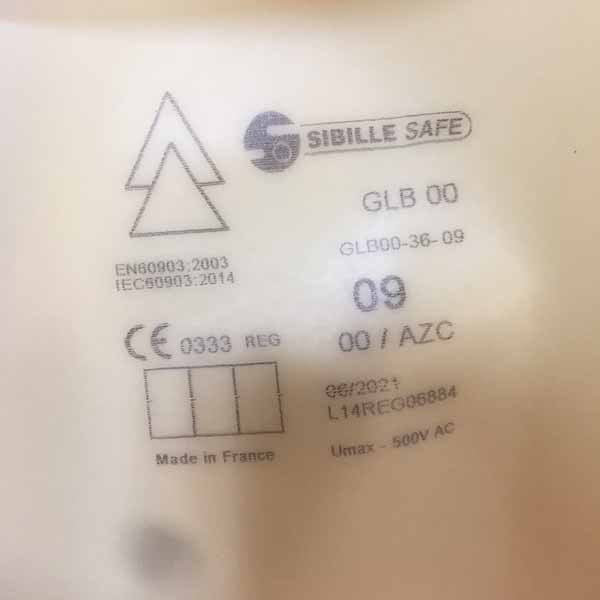 SIBILLE SAFE
GLB 00
GLB00-36-09
EN60903:2003
IEC60903:2014
09
CE 0333 REG
00 / AZC
06/2021
L14REG06884
Umax - 500V AC
Made in France